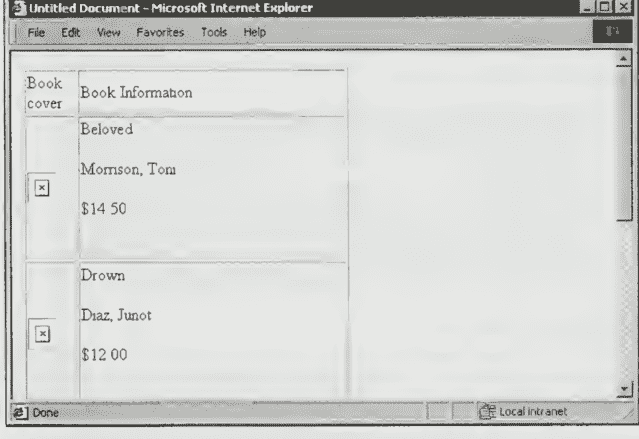 Untitled Document - Microsoft Internet Explorer
File Edit View Favorites Tools Help
Book cover
Book Information
Beloved
Morrison, Toni
$14 50
Drown
Diaz, Junot
$12 00
Done
Local intranet